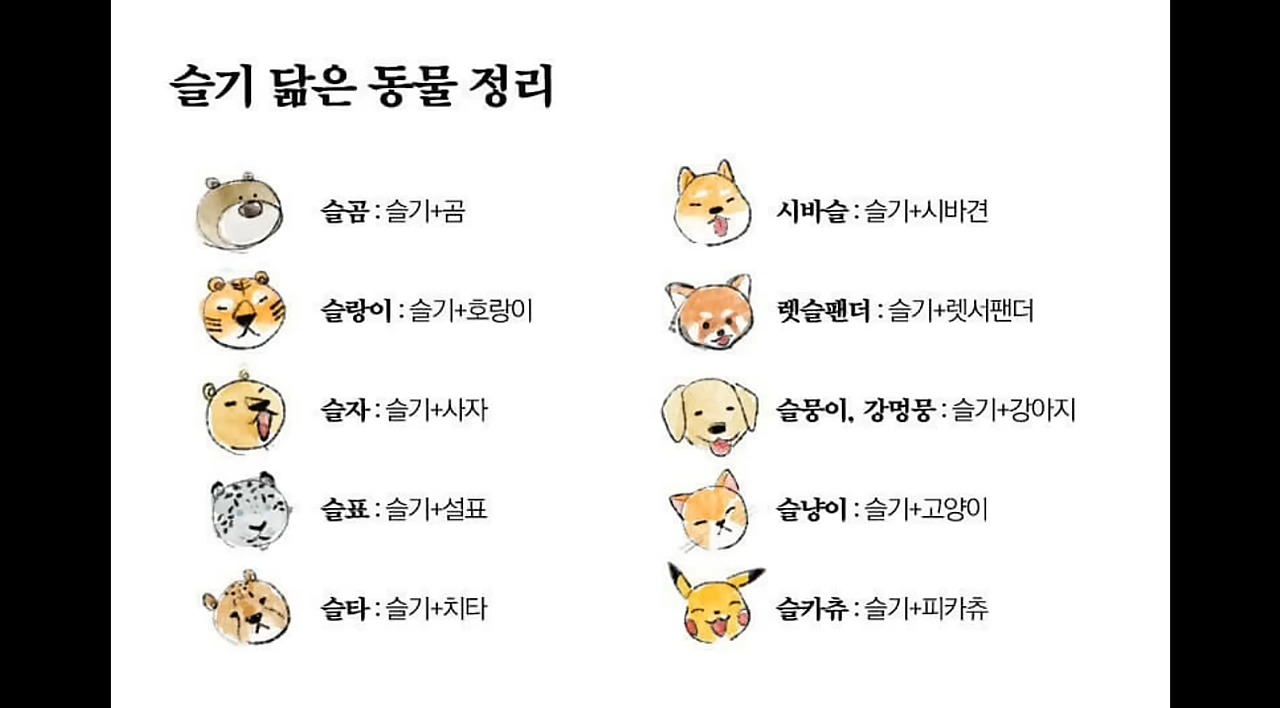 슬기 닮은 동물 정리
슬곰 : 슬기+곰
슬랑이 : 슬기+호랑이
슬자 : 슬기+사자
슬표 : 슬기+설표
슬타 : 슬기+치타
시바슬 : 슬기+시바견
렛슬팬더 : 슬기+렛서팬더
슬뭉이, 강멍뭉 : 슬기+강아지
슬냥이 : 슬기+고양이
슬카츄 : 슬기+피카츄